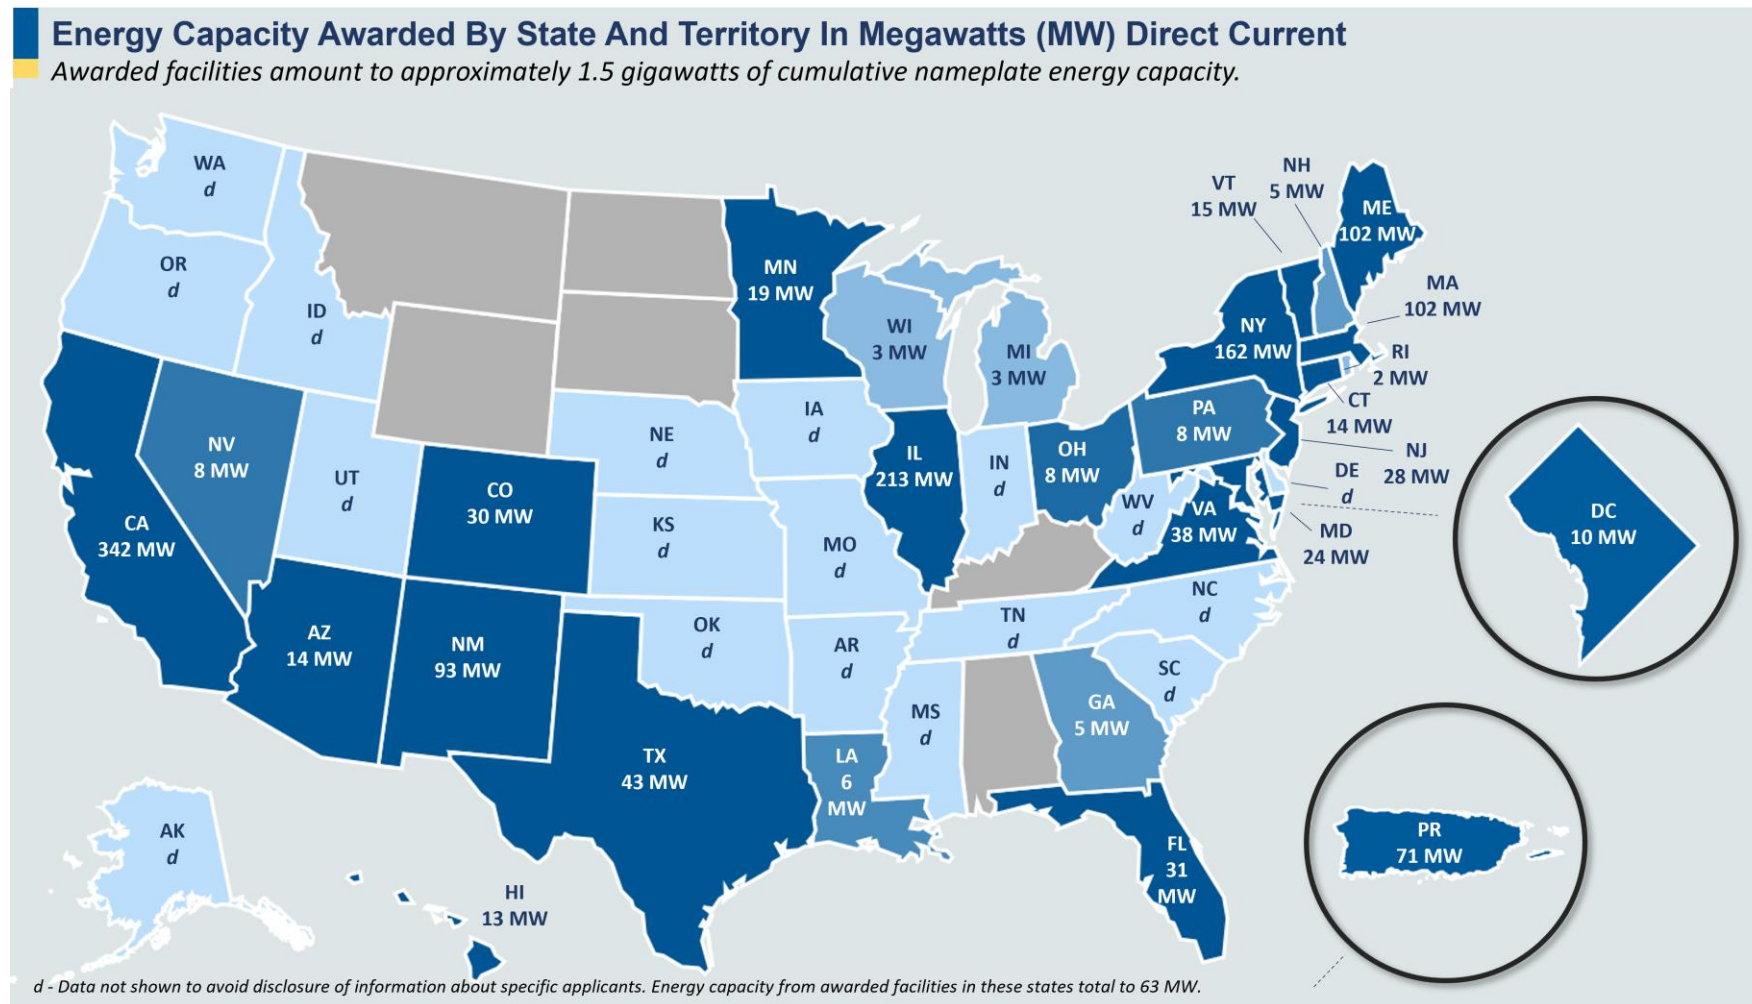 Energy Capacity Awarded By State And Territory In Megawatts (MW) Direct Current
Awarded facilities amount to approximately 1.5 gigawatts of cumulative nameplate energy capacity.
WA
d
OR
d
ID
d
MN
19 MW
WI
3 MW
MI
3 MW
VT
15 MW
NH
5 MW
ME
102 MW
MA
102 MW
NY
162 MW
RI
2 MW
CT
14 MW
NJ
28 MW
PA
8 MW
DE
d
MD
24 MW
DC
10 MW
NV
8 MW
UT
d
CO
30 MW
NE
d
IA
d
IL
213 MW
IN
d
OH
8 MW
WV
d
VA
38 MW
CA
342 MW
KS
d
MO
d
NC
d
TN
d
AZ
14 MW
NM
93 MW
OK
d
AR
d
SC
d
MS
d
GA
5 MW
TX
43 MW
LA
6
MW
FL
31
MW
PR
71 MW
AK
d
HI
13 MW
d - Data not shown to avoid disclosure of information about specific applicants. Energy capacity from awarded facilities in these states total to 63 MW.